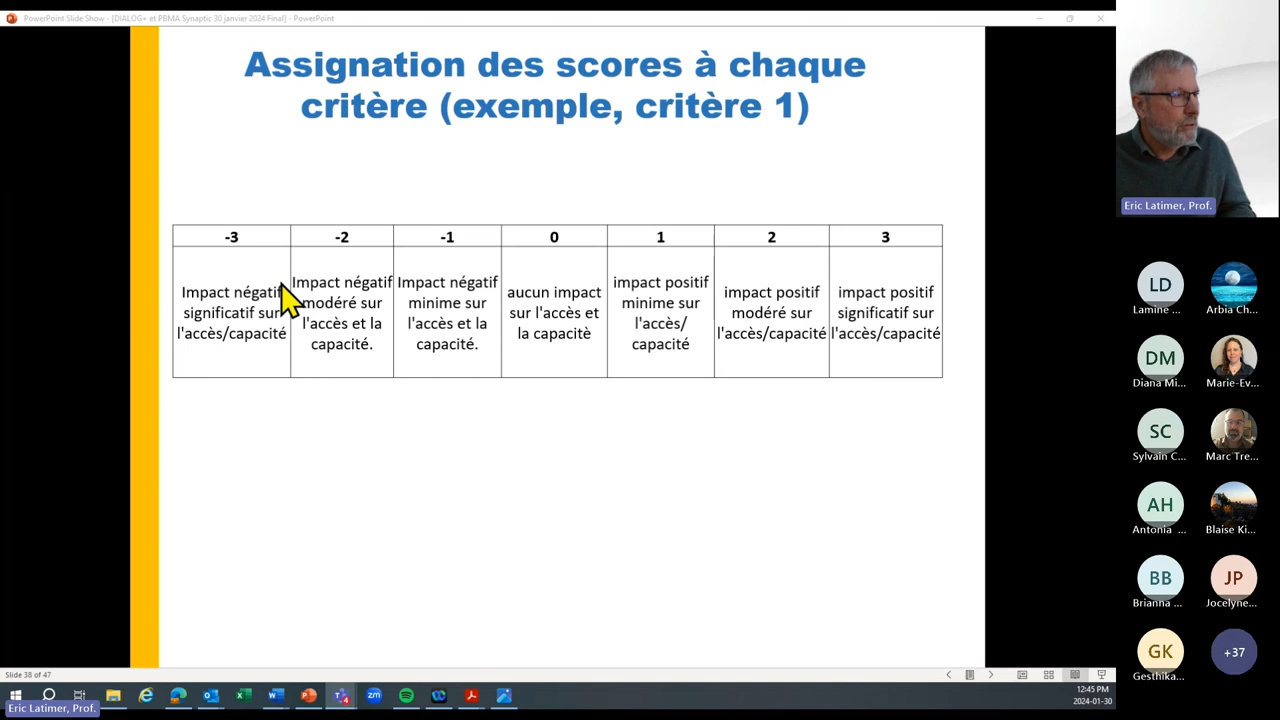 PowerPoint Slide Show - [DIALOG+ et PBMA Synaptic 30 janvier 2024 Final] - PowerPoint
Assignation des scores à chaque
critère (exemple, critère 1)
-3 -2 -1 0 1 2 3
Impact négatif
significatif sur
l'accès/capacité
Impact négatif
modéré sur
l'accès et la
capacité.
Impact négatif
minime sur
l'accès et la
capacité.
aucun impact
sur l'accès et
la capacitè
impact positif
minime sur
l'accès/
capacité
impact positif
modéré sur
l'accès/capacité
impact positif
significatif sur
l'accès/capacité
Eric Latimer, Prof.
LD
Lamine ...
Arbia Ch...
DM
Diana Mi...
Marie-Ev...
SC
Sylvain C...
Marc Tre...
AH
Antonia ...
Blaise Ki...
BB
Brianna ...
JP
Jocelyne...
GK
Gesthika...
+37
Slide 38 of 47
12:45 PM
2024-01-30
Eric Latimer, Prof.